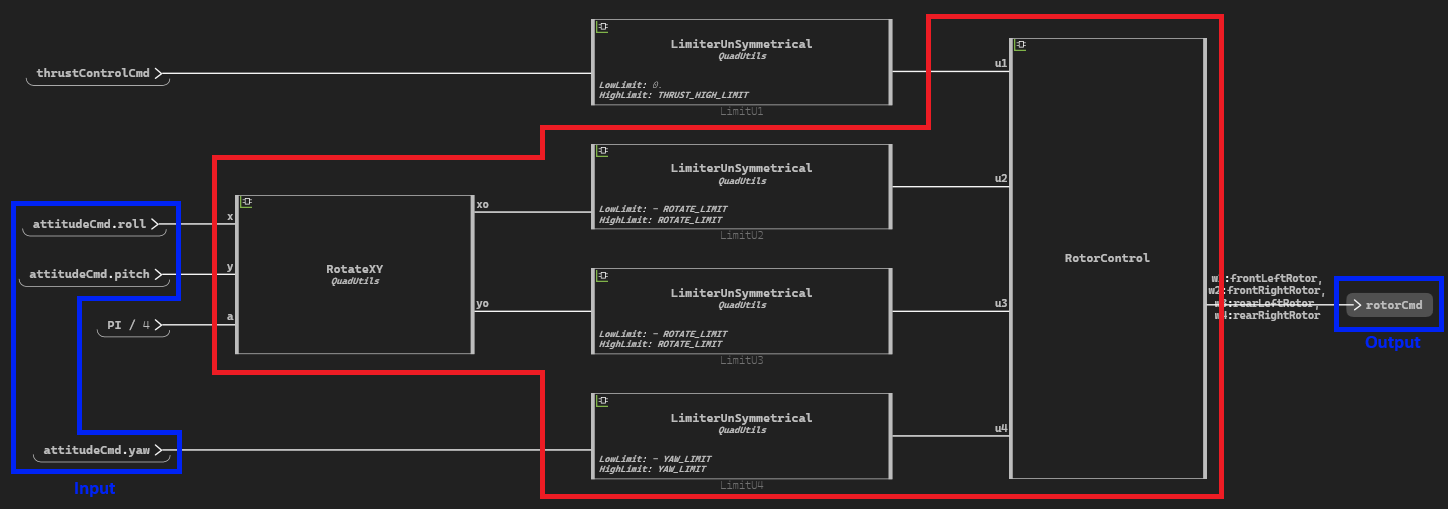 thrustControlCmd
LimiterUnSymmetrical
QuadUtils
LowLimit: 0.
HighLimit: THRUST_HIGH_LIMIT
LimitU1
u1
LimiterUnSymmetrical
QuadUtils
LowLimit: - ROTATE_LIMIT
HighLimit: ROTATE_LIMIT
LimitU2
u2
attitudeCmd.roll
x
attitudeCmd.pitch
y
PI / 4
a
RotateXY
QuadUtils
xo
yo
LimiterUnSymmetrical
QuadUtils
LowLimit: - ROTATE_LIMIT
HighLimit: ROTATE_LIMIT
LimitU3
u3
attitudeCmd.yaw
Input
LimiterUnSymmetrical
QuadUtils
LowLimit: - YAW_LIMIT
HighLimit: YAW_LIMIT
LimitU4
u4
RotorControl
w1:frontLeftRotor,
w2:frontRightRotor,
w3:rearLeftRotor,
w4:rearRightRotor
rotorCmd
Output